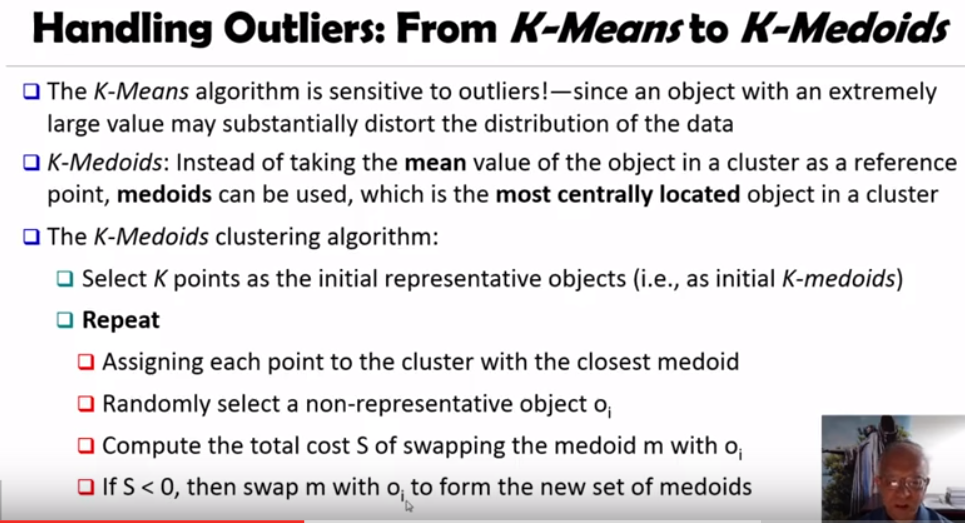 Handling Outliers: From K-Means to K-Medoids
The K-Means algorithm is sensitive to outliers!—since an object with an extremely
large value may substantially distort the distribution of the data
K-Medoids: Instead of taking the mean value of the object in a cluster as a reference
point, medoids can be used, which is the most centrally located object in a cluster
The K-Medoids clustering algorithm:
Select K points as the initial representative objects (i.e., as initial K-medoids)
Repeat
Assigning each point to the cluster with the closest medoid
Randomly select a non-representative object oᵢ
Compute the total cost S of swapping the medoid m with oᵢ
If S < 0, then swap m with oᵢ to form the new set of medoids